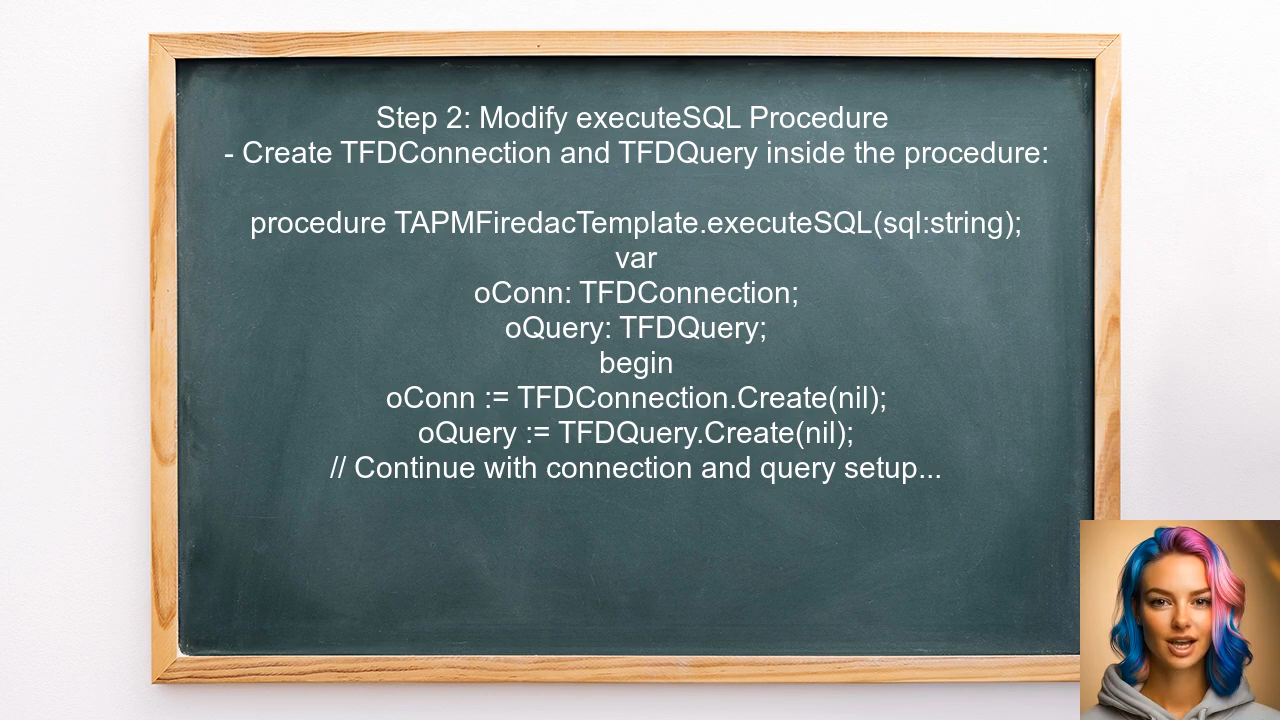 Step 2: Modify executeSQL Procedure
- Create TFDConnection and TFDQuery inside the procedure:
procedure TAPMFiredacTemplate.executeSQL(sql:string);
var
oConn: TFDConnection;
oQuery: TFDQuery;
begin
oConn := TFDConnection.Create(nil);
oQuery := TFDQuery.Create(nil);
// Continue with connection and query setup...